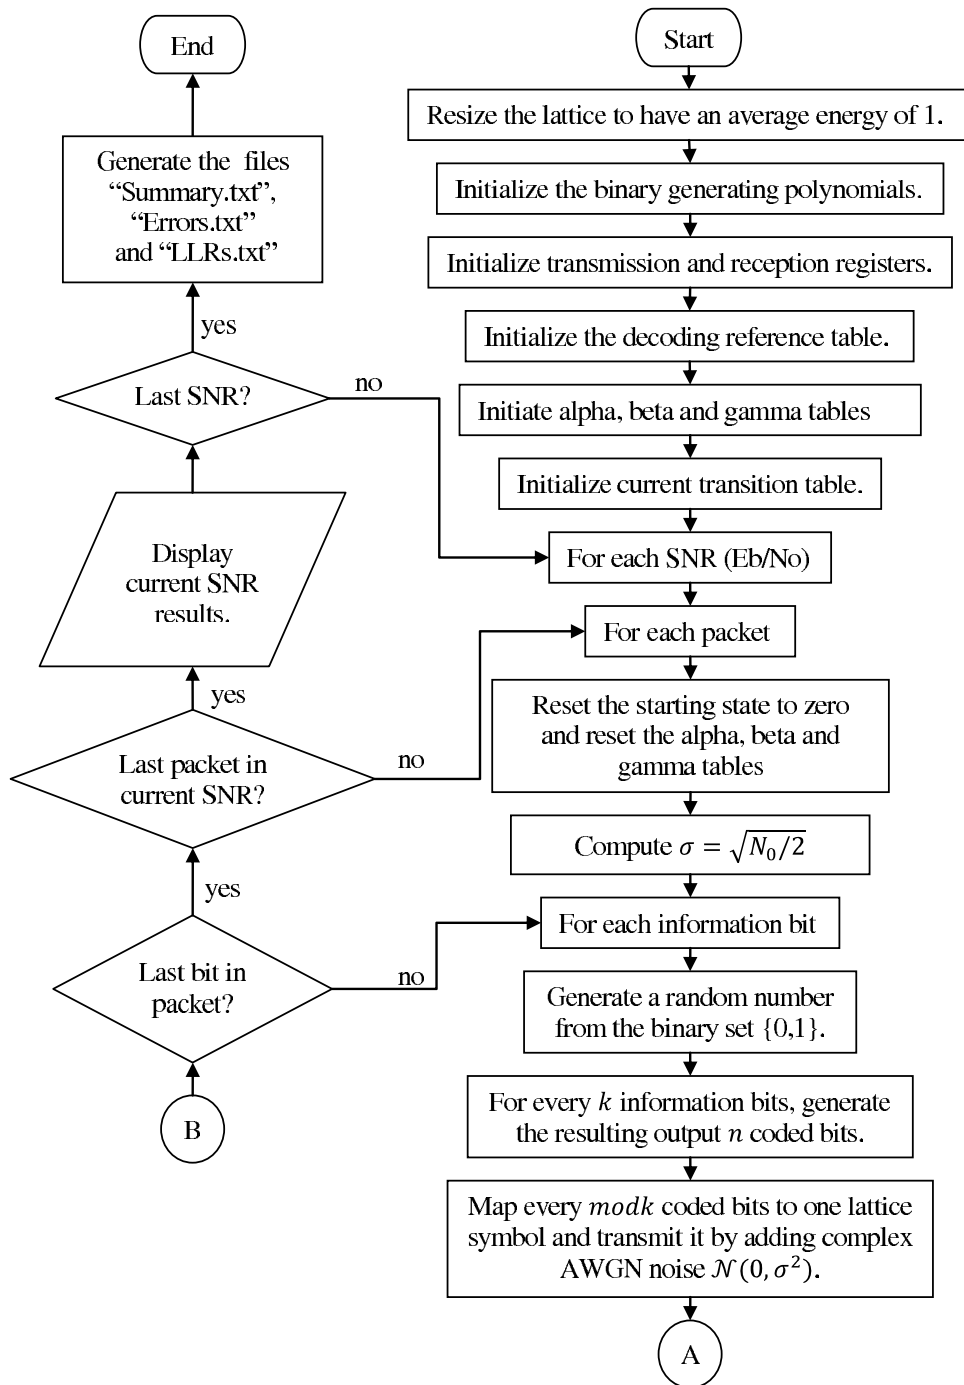 Start
Resize the lattice to have an average energy of 1.
Initialize the binary generating polynomials.
Initialize transmission and reception registers.
Initialize the decoding reference table.
Initiate alpha, beta and gamma tables
Initialize current transition table.
For each SNR (Eb/No)
For each packet
Reset the starting state to zero
and reset the alpha, beta and
gamma tables
Compute σ = √N₀/2
For each information bit
Generate a random number
from the binary set {0,1}.
For every k information bits, generate
the resulting output n coded bits.
Map every modk coded bits to one lattice
symbol and transmit it by adding complex
AWGN noise 𝒩(0, σ²).
A
End
Generate the files
“Summary.txt”,
“Errors.txt”
and “LLRs.txt”
yes
Last SNR?
no
Display
current SNR
results.
yes
Last packet in
current SNR?
no
yes
Last bit in
packet?
no
B